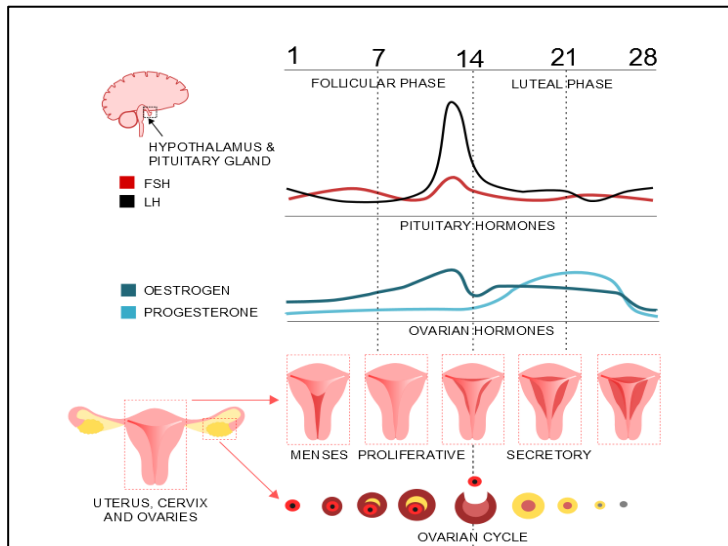 1 7 14 21 28
FOLLICULAR PHASE LUTEAL PHASE
HYPOTHALAMUS &
PITUITARY GLAND
FSH
LH
PITUITARY HORMONES
OESTROGEN
PROGESTERONE
OVARIAN HORMONES
MENSES PROLIFERATIVE SECRETORY
UTERUS, CERVIX
AND OVARIES
OVARIAN CYCLE